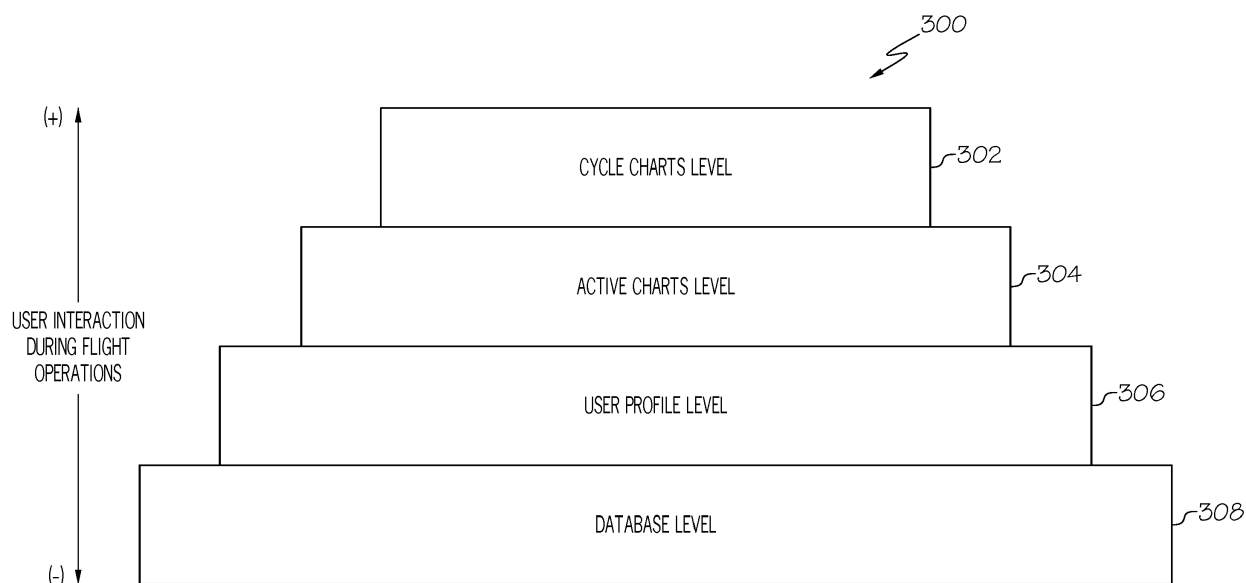 300
(+)
CYCLE CHARTS LEVEL
302
ACTIVE CHARTS LEVEL
304
USER INTERACTION
DURING FLIGHT
OPERATIONS
USER PROFILE LEVEL
306
DATABASE LEVEL
308
(-)